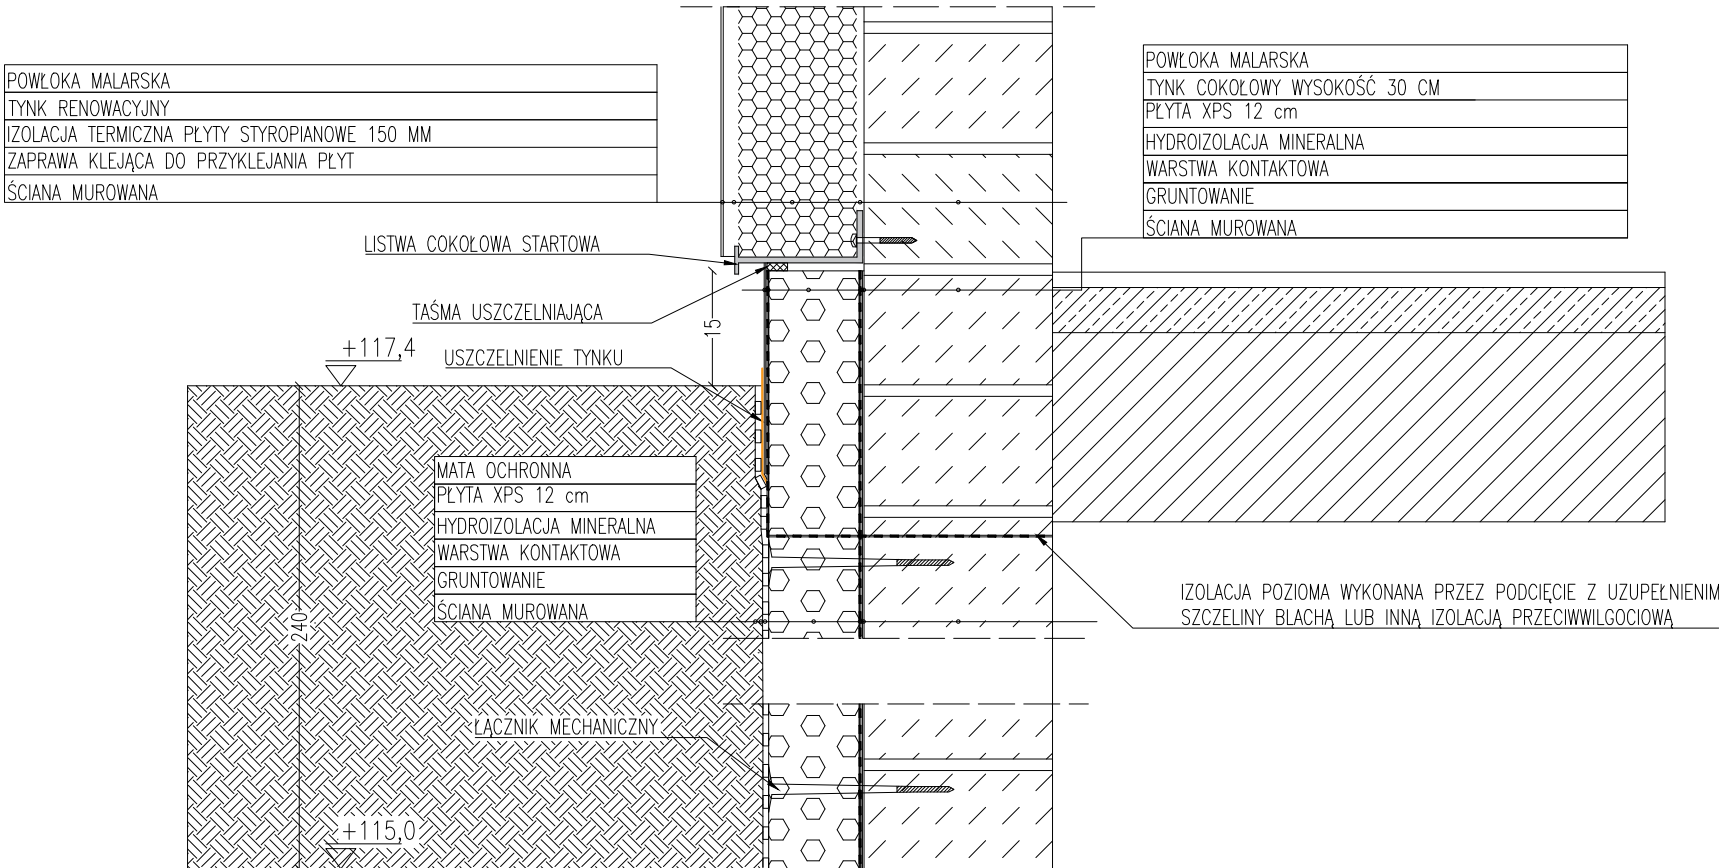 POWŁOKA MALARSKA
TYNK RENOWACYJNY
IZOLACJA TERMICZNA PŁYTY STYROPIANOWE 150 MM
ZAPRAWA KLEJĄCA DO PRZYKLEJANIA PŁYT
ŚCIANA MUROWANA
POWŁOKA MALARSKA
TYNK COKOŁOWY WYSOKOŚĆ 30 CM
PŁYTA XPS 12 cm
HYDROIZOLACJA MINERALNA
WARSTWA KONTAKTOWA
GRUNTOWANIE
ŚCIANA MUROWANA
LISTWA COKOŁOWA STARTOWA
TAŚMA USZCZELNIAJĄCA
15
+117,4
USZCZELNIENIE TYNKU
MATA OCHRONNA
PŁYTA XPS 12 cm
HYDROIZOLACJA MINERALNA
WARSTWA KONTAKTOWA
GRUNTOWANIE
ŚCIANA MUROWANA
240
IZOLACJA POZIOMA WYKONANA PRZEZ PODCIĘCIE Z UZUPEŁNIENIM
SZCZELINY BLACHĄ LUB INNĄ IZOLACJĄ PRZECIWWILGOCIOWĄ
ŁĄCZNIK MECHANICZNY
+115,0